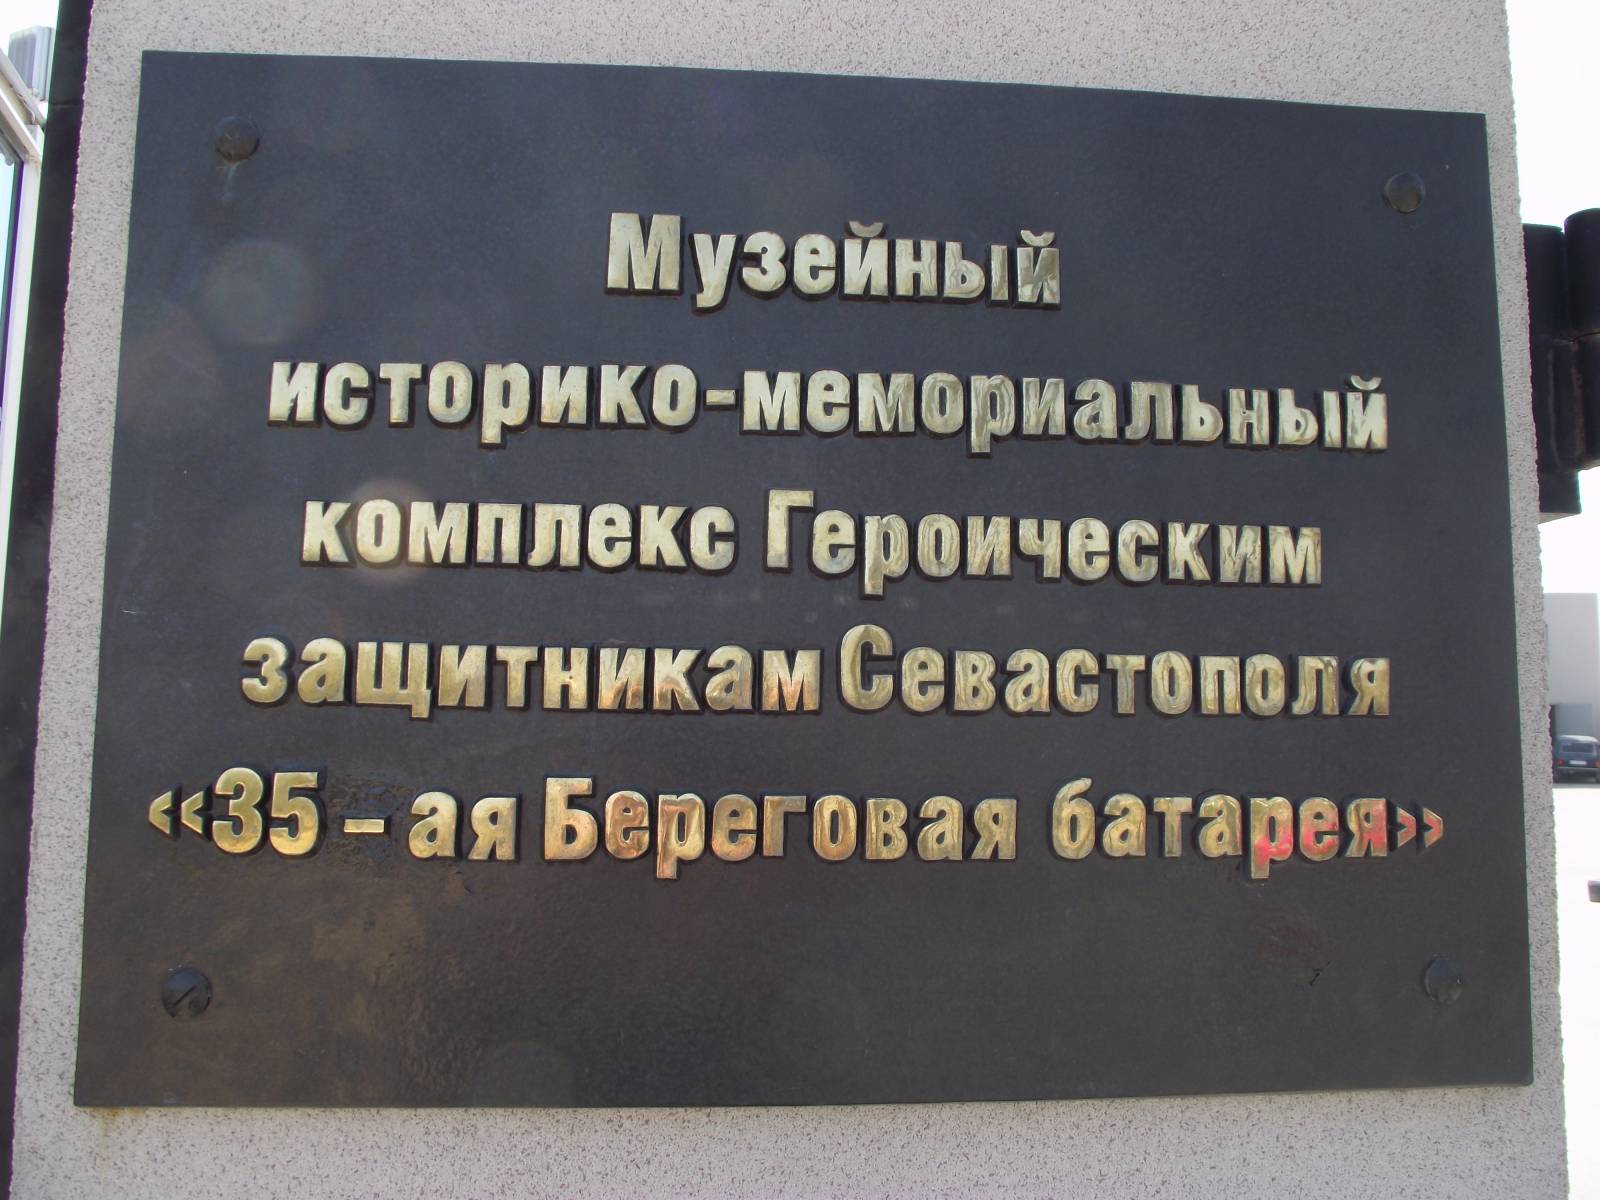 Музейный
историко-мемориальный
комплекс Героическим
защитникам Севастополя
«35 – ая Береговая батарея»